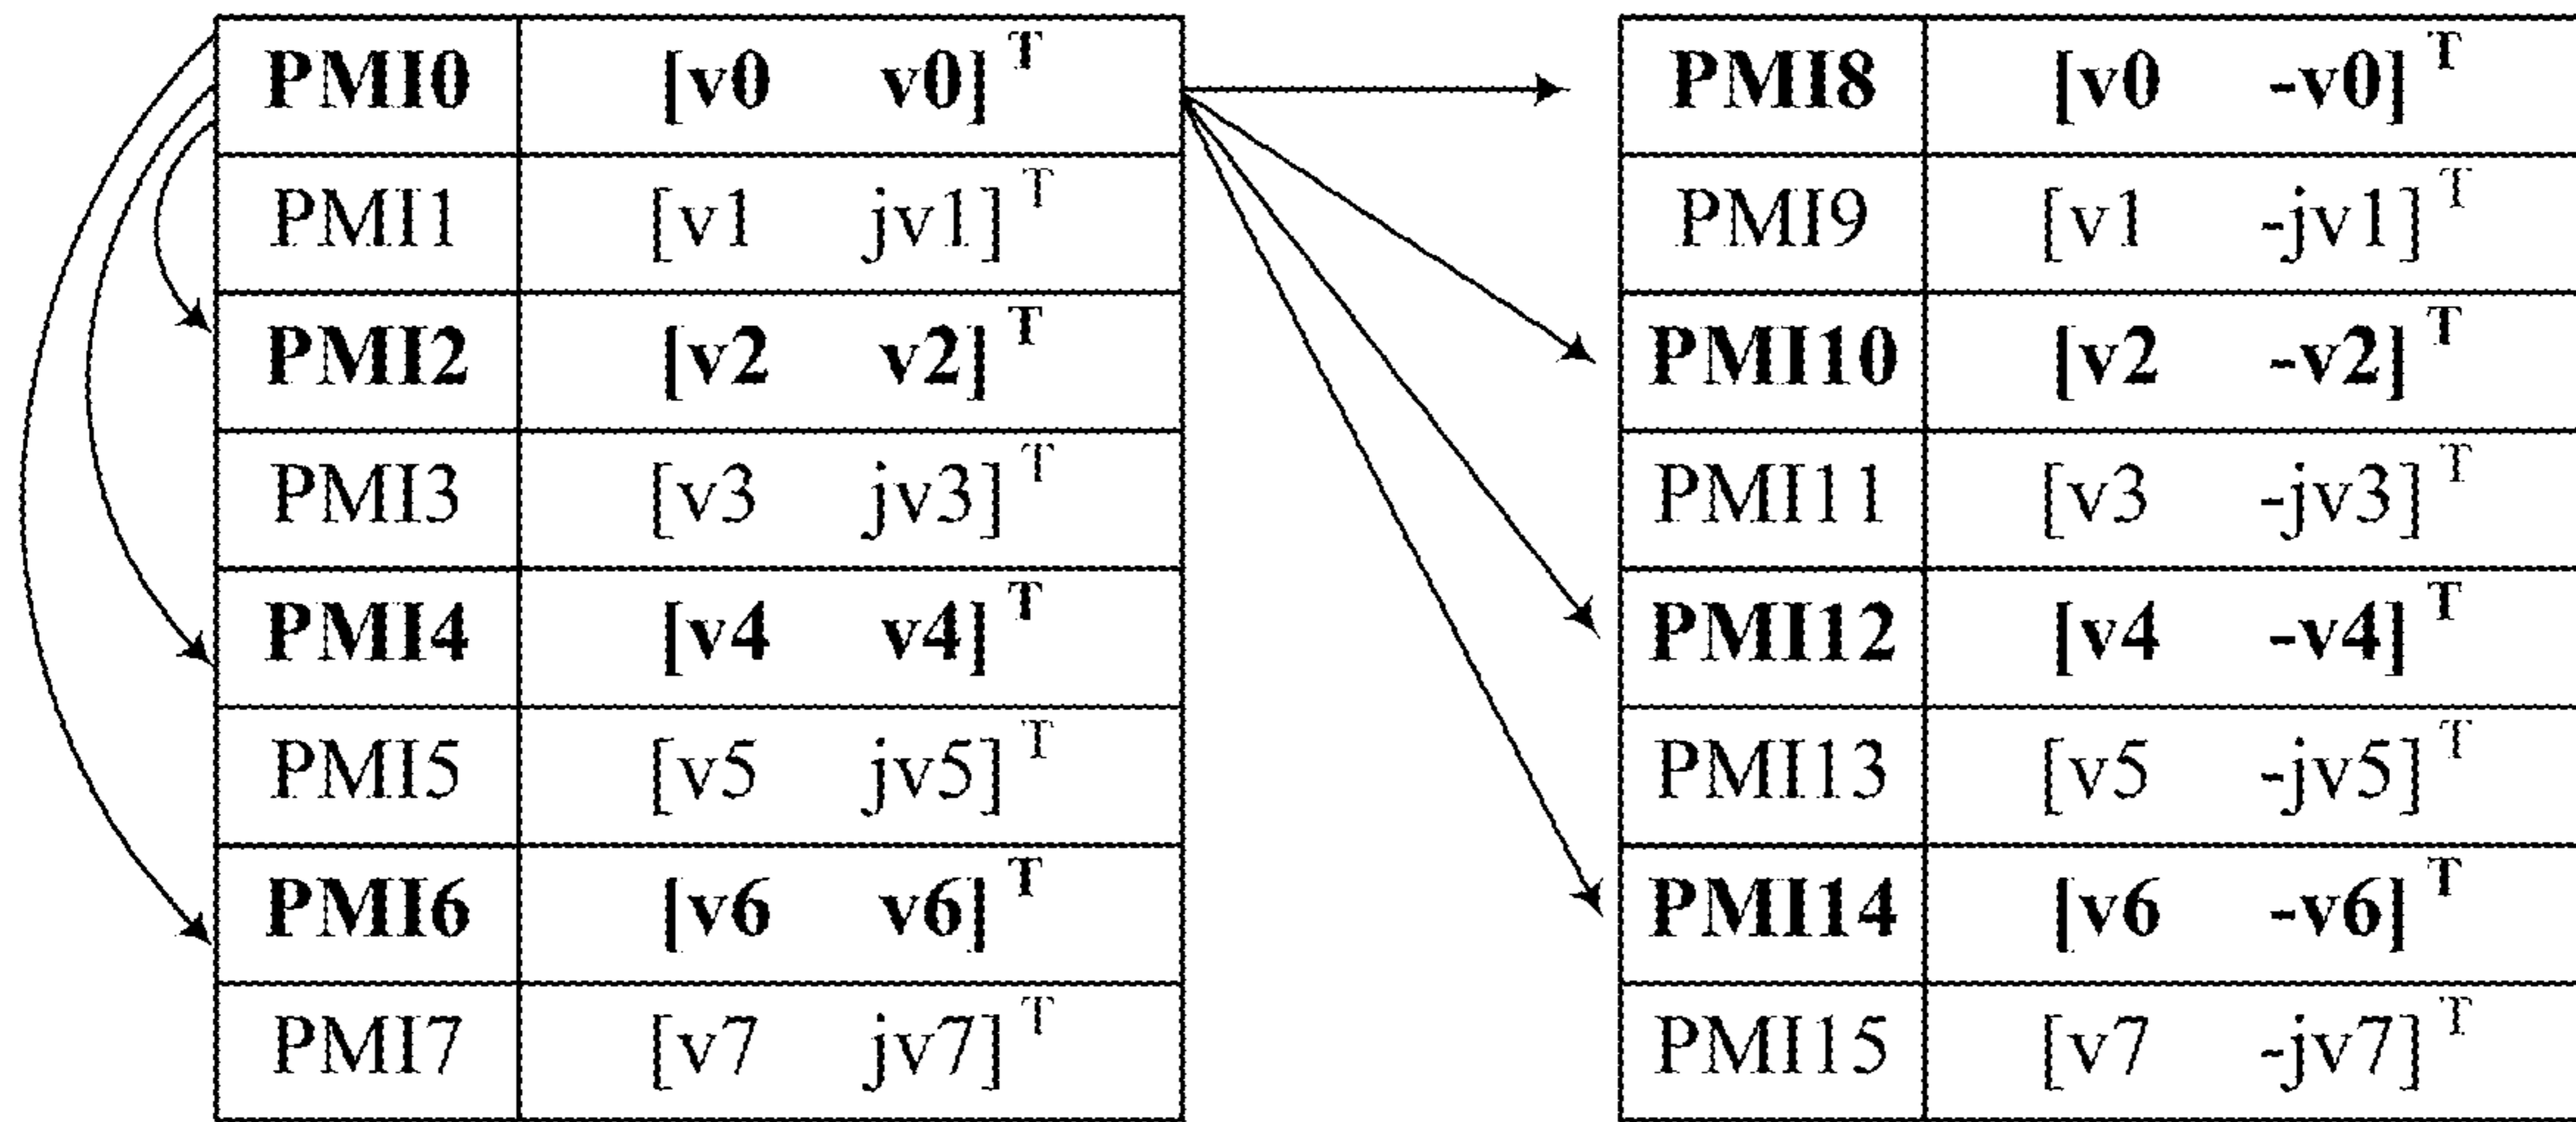 PMI0 [v0 v0]ᵀ
PMI1 [v1 jv1]ᵀ
PMI2 [v2 v2]ᵀ
PMI3 [v3 jv3]ᵀ
PMI4 [v4 v4]ᵀ
PMI5 [v5 jv5]ᵀ
PMI6 [v6 v6]ᵀ
PMI7 [v7 jv7]ᵀ
PMI8 [v0 -v0]ᵀ
PMI9 [v1 -jv1]ᵀ
PMI10 [v2 -v2]ᵀ
PMI11 [v3 -jv3]ᵀ
PMI12 [v4 -v4]ᵀ
PMI13 [v5 -jv5]ᵀ
PMI14 [v6 -v6]ᵀ
PMI15 [v7 -jv7]ᵀ